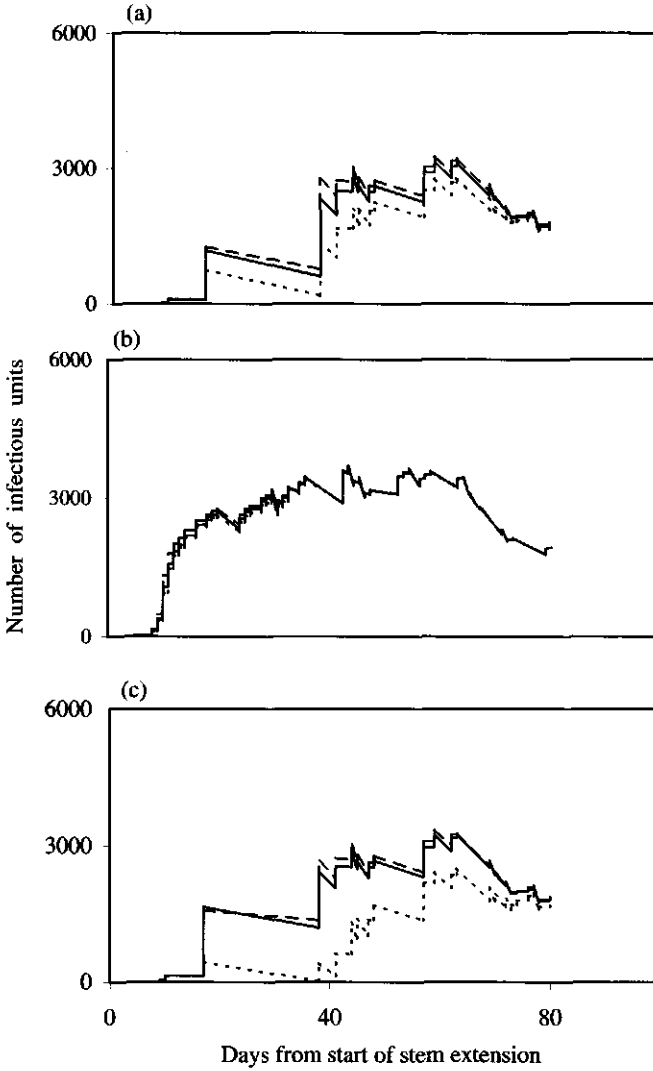 (a)
6000
3000
0
(b)
6000
3000
0
(c)
6000
3000
0
0 40 80
Number of infectious units
Days from start of stem extension